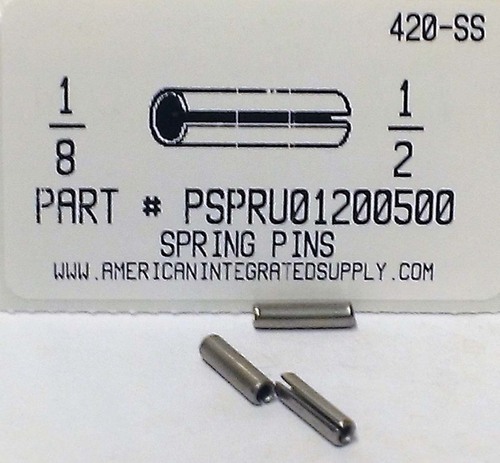 420-SS
1/8 1/2
PART # PSPRU01200500
SPRING PINS
WWW.AMERICANINTEGRATEDSUPPLY.COM